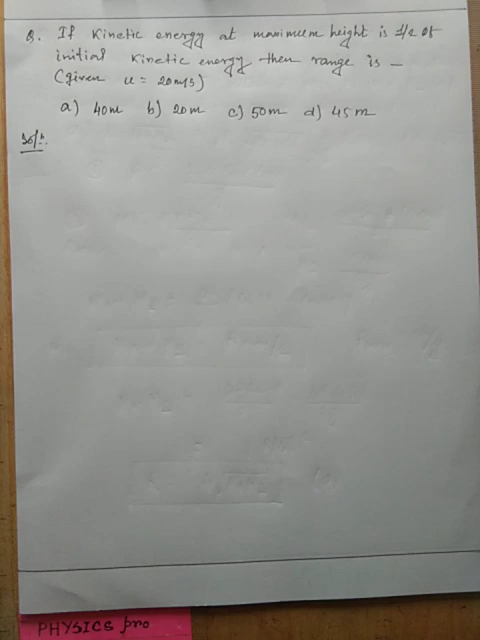 Q. If Kinetic energy at maximum height is 1/2 of
initial Kinetic energy then range is -
(given u = 20m/s)
a) 40m b) 20m c) 50m d) 45m
Sol^n:
PHYSICS pro